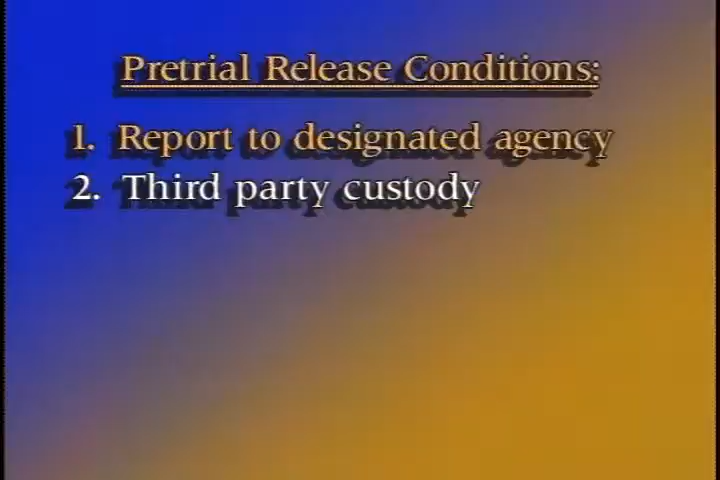 Pretrial Release Conditions:
1. Report to designated agency
2. Third party custody